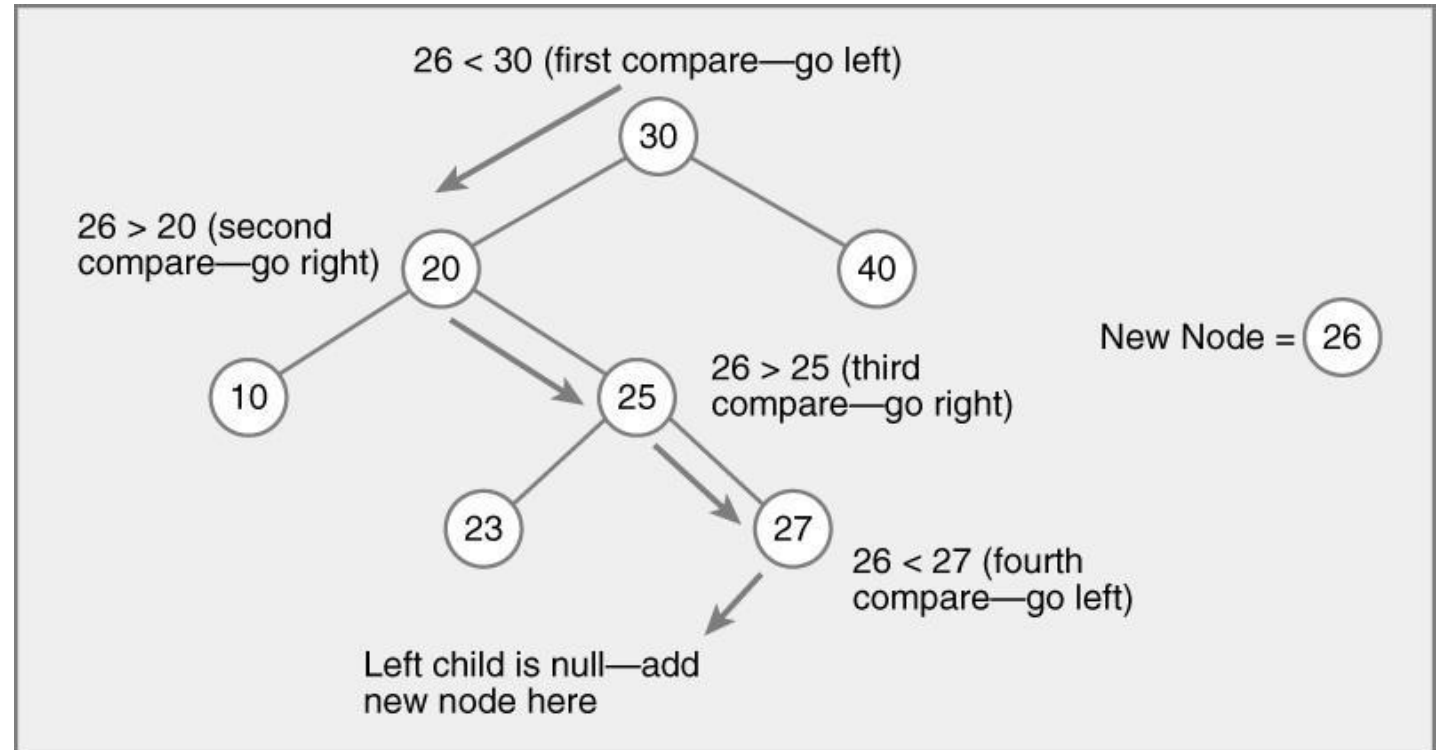 26 < 30 (first compare—go left)
30
26 > 20 (second
compare—go right)
20
40
New Node = 26
10
25
26 > 25 (third
compare—go right)
23
27
26 < 27 (fourth
compare—go left)
Left child is null—add
new node here